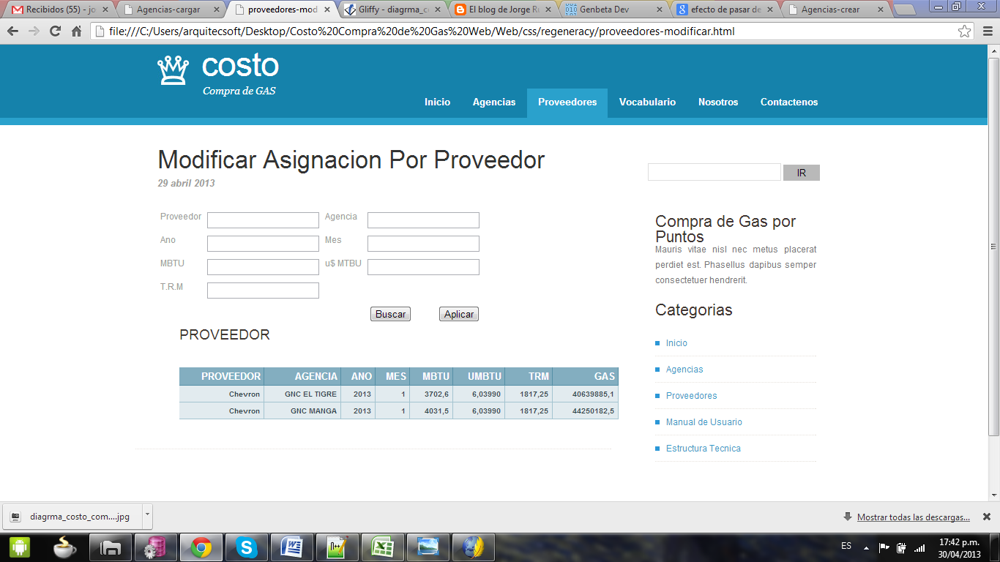 Recibidos (55) - jo
Agencias-cargar
proveedores-mod
Gliffy - diagrma_c
El blog de Jorge R
Genbeta Dev
efecto de pasar de
Agencias-crear
file:///C:/Users/arquitecsoft/Desktop/Costo%20Compra%20de%20Gas%20Web/Web/css/regeneracy/proveedores-modificar.html
costo
Compra de GAS
Inicio Agencias Proveedores Vocabulario Nosotros Contactenos
Modificar Asignacion Por Proveedor
29 abril 2013
IR
Proveedor Agencia
Ano Mes
MBTU u$ MTBU
T.R.M
Buscar Aplicar
PROVEEDOR
PROVEEDOR AGENCIA ANO MES MBTU UMBTU TRM GAS
Chevron GNC EL TIGRE 2013 1 3702,6 6,03990 1817,25 40639885,1
Chevron GNC MANGA 2013 1 4031,5 6,03990 1817,25 44250182,5
Compra de Gas por
Puntos
Mauris vitae nisl nec metus placerat
perdiet est. Phasellus dapibus semper
consectetuer hendrerit.
Categorias
Inicio
Agencias
Proveedores
Manual de Usuario
Estructura Tecnica
diagrma_costo_com....jpg
Mostrar todas las descargas...
ES
17:42 p.m.
30/04/2013